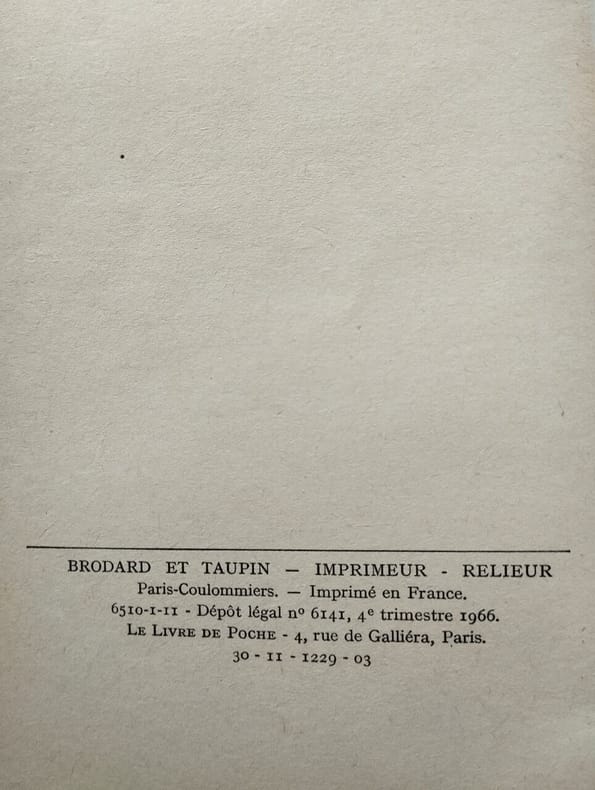 BRODARD ET TAUPIN — IMPRIMEUR - RELIEUR
Paris-Coulommiers. — Imprimé en France.
6510-1-11 - Dépôt légal nº 6141, 4e trimestre 1966.
LE LIVRE DE POCHE - 4, rue de Galliéra, Paris.
30 - 11 - 1229 - 03